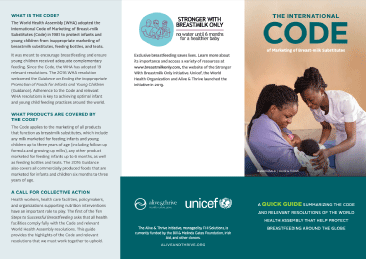 WHAT IS THE CODE?
The World Health Assembly (WHA) adopted the
International Code of Marketing of Breast-milk
Substitutes (Code) in 1981 to protect infants and
young children from inappropriate marketing of
breastmilk substitutes, feeding bottles, and teats.
It was meant to encourage breastfeeding and ensure
young children received adequate complementary
feeding. Since the Code, the WHA has adopted
relevant resolutions. The 2016 WHA resolution
welcomed the Guidance on Ending the Inappropriate
Promotion of Foods for Infants and Young Children
(Guidance). Adherence to the Code and relevant
WHA resolutions is key to achieving optimal infant
and young child feeding practices around the world.
WHAT PRODUCTS ARE COVERED BY
THE CODE?
The Code applies to the marketing of all products
that function as breastmilk substitutes, which include
any milk marketed for feeding infants and young
children up to three years of age (including follow-up
formula and growing-up milks), any other product
marketed for feeding infants up to 6 months, as well
as feeding bottles and teats. The 2016 Guidance
also covers all commercially produced foods that are
marketed for infants and children six months to three
years of age.
A CALL FOR COLLECTIVE ACTION
Health workers, health care facilities, policymakers, and
organizations supporting nutrition interventions
have an important role to play. The first of the Ten
Steps to Successful Breastfeeding asks that all health
facilities comply fully with the Code and relevant
World Health Assembly resolutions. This guide
provides the highlights of the Code and relevant
resolutions that we must work together to uphold.
STRONGER WITH
BREASTMILK ONLY
no water until 6 months
for a healthier baby
Exclusive breastfeeding saves lives. Learn more about
its importance and access a variety of resources at
www.breastmilkonly.com, the website of the Stronger
With Breastmilk Only Initiative. Unicef, the World
Health Organization and Alive & Thrive launched the
initiative in 2019.
alive&thrive
unicef
The Alive & Thrive initiative, managed by FHI Solutions, is
currently funded by the Bill & Melinda Gates Foundation, Irish
Aid, and other donors.
ALIVEANDTHRIVE.ORG
THE INTERNATIONAL
CODE
of Marketing of Breast-milk Substitutes
A QUICK GUIDE SUMMARIZING THE CODE
AND RELEVANT RESOLUTIONS OF THE WORLD
HEALTH ASSEMBLY THAT HELP PROTECT
BREASTFEEDING AROUND THE GLOBE